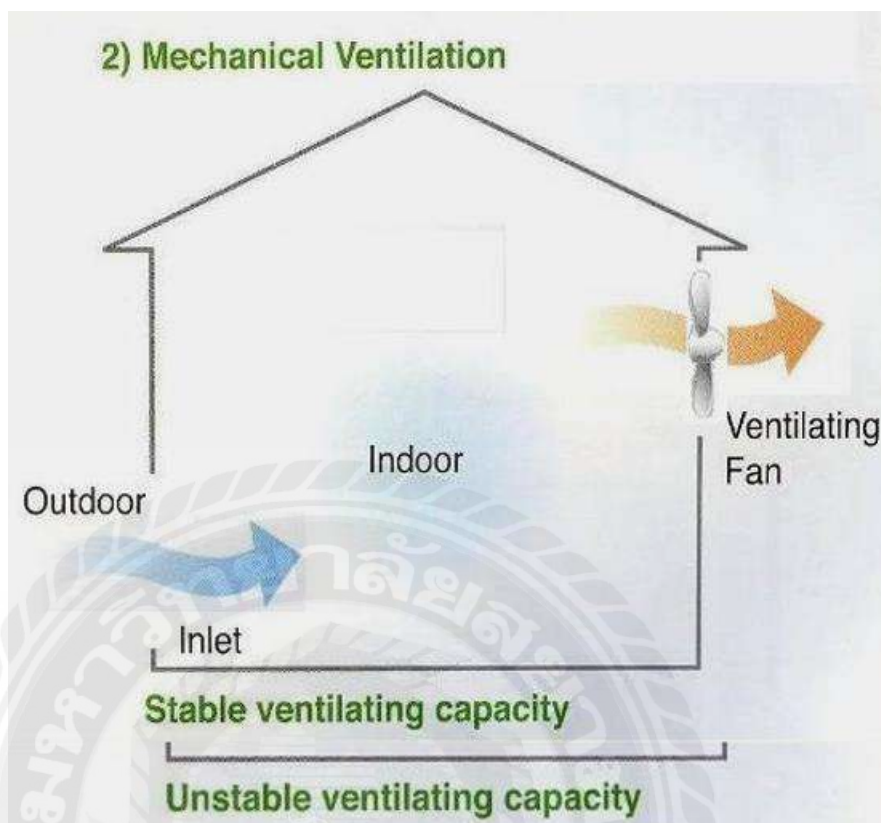 2) Mechanical Ventilation
Indoor
Ventilating
Fan
Outdoor
Inlet
Stable ventilating capacity
Unstable ventilating capacity